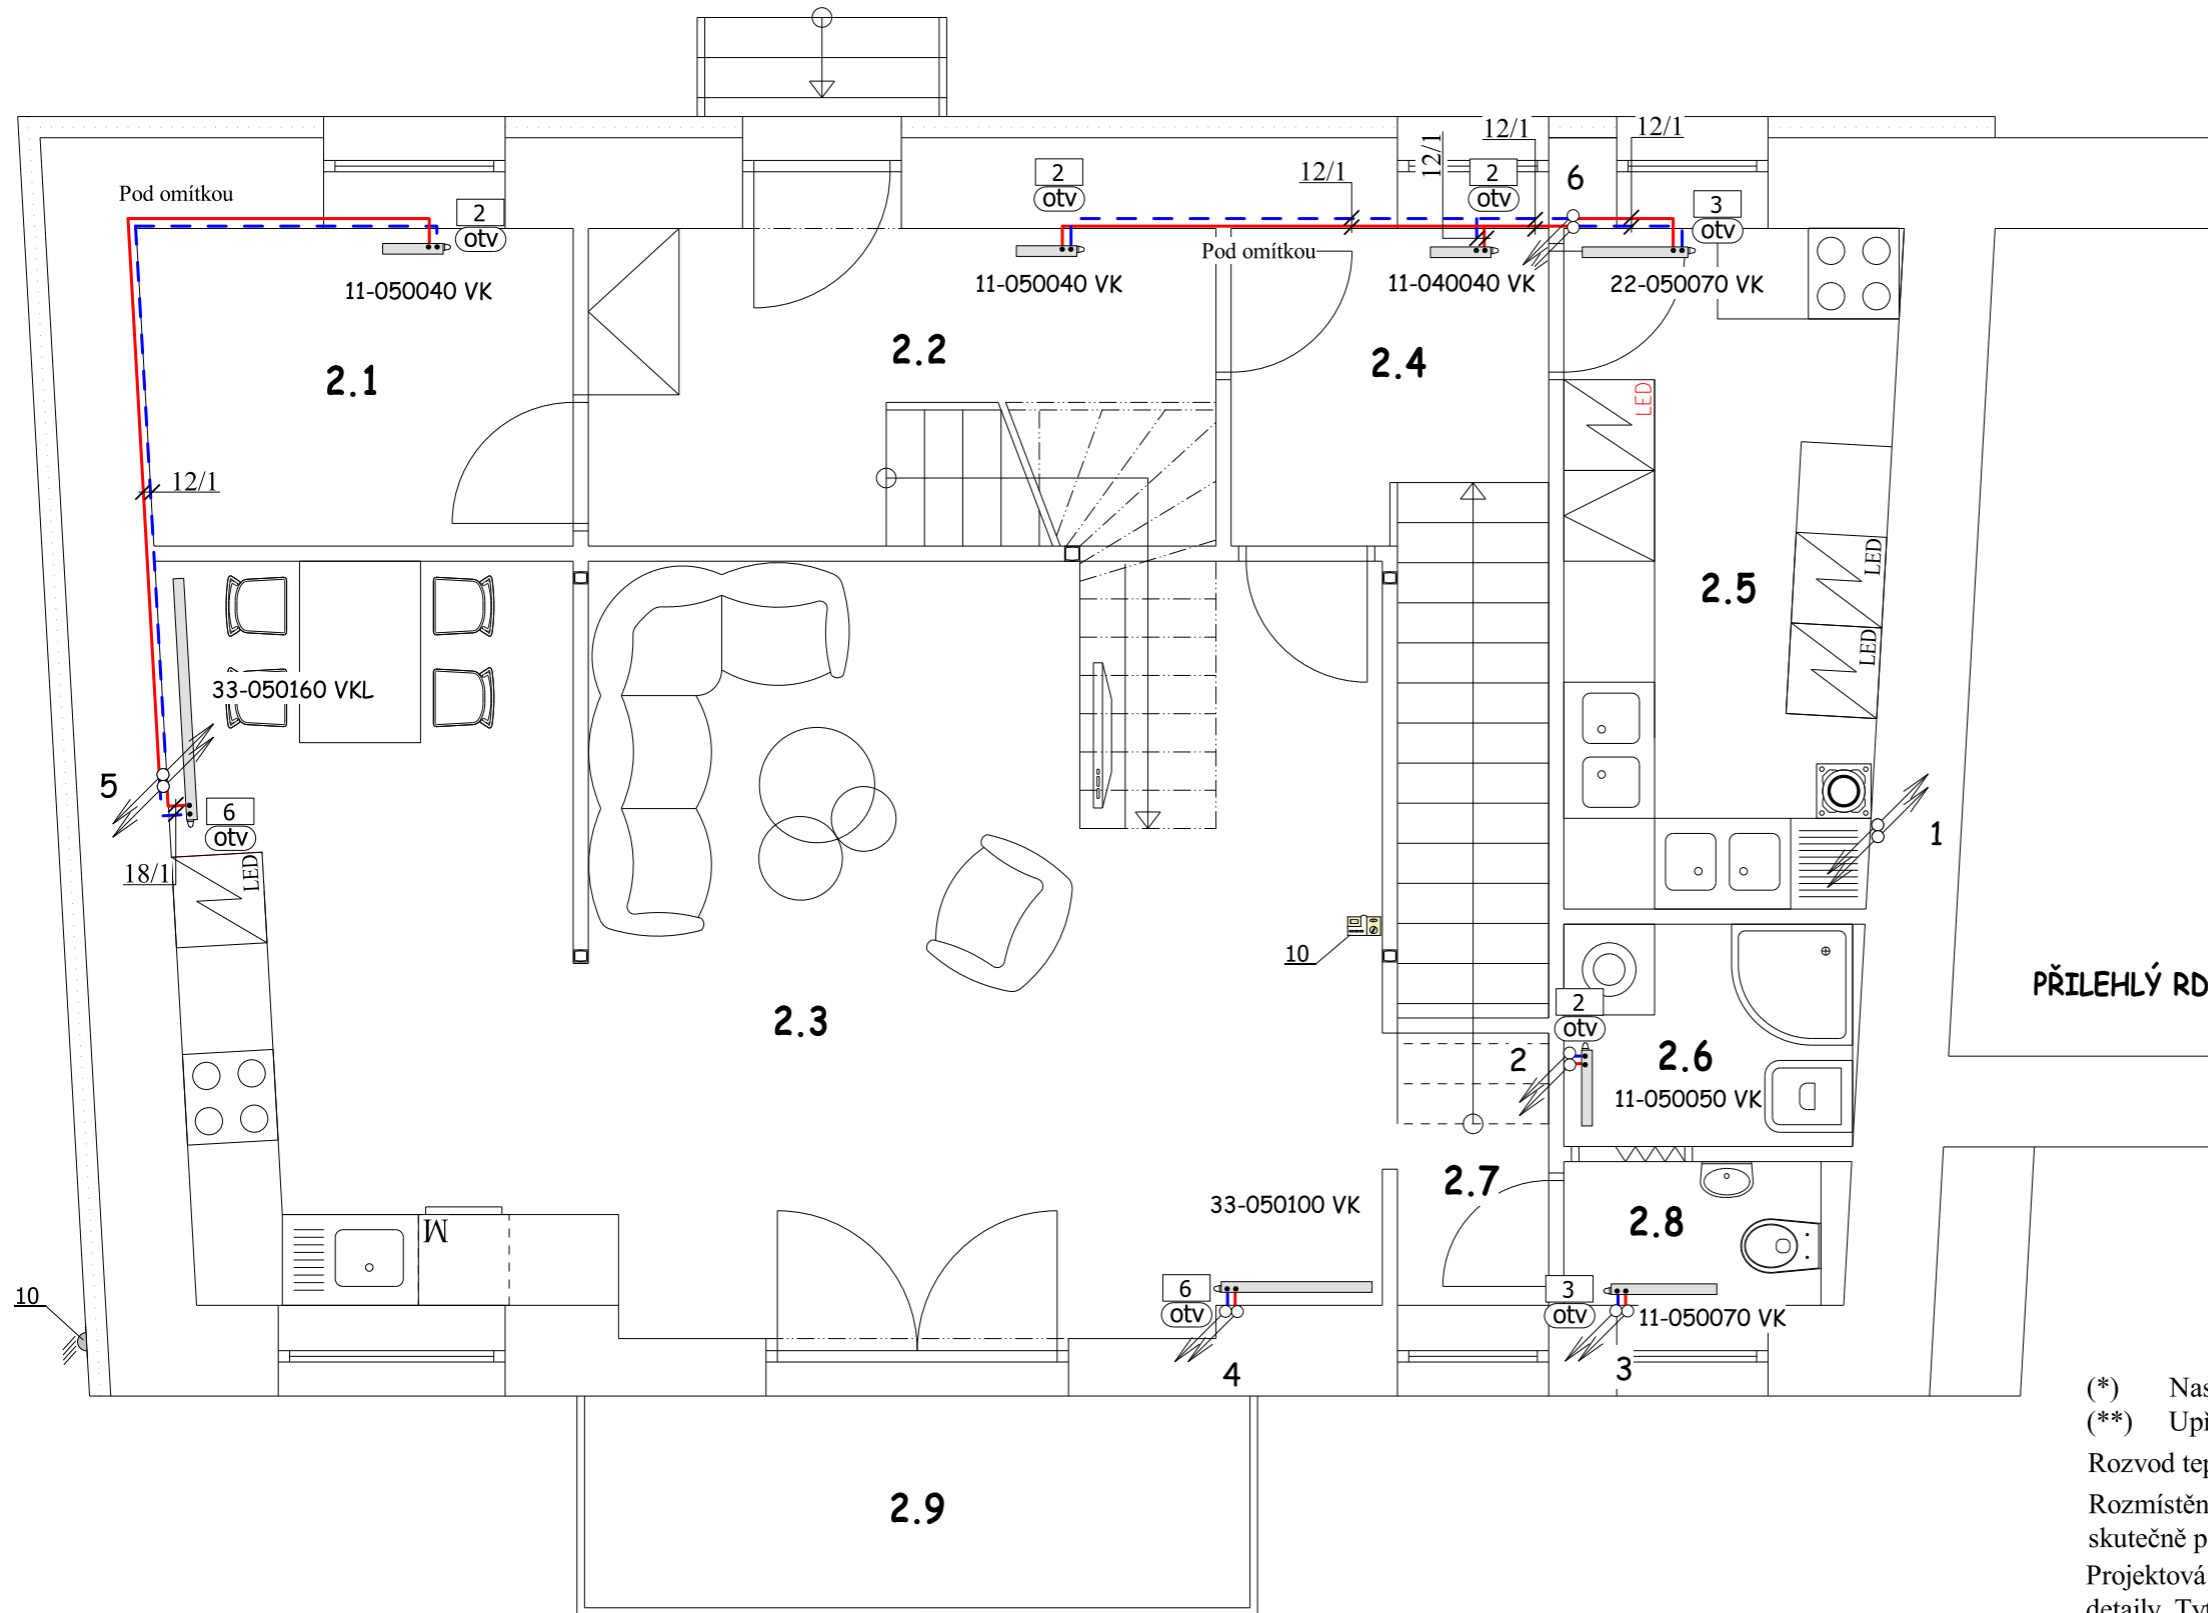 12/1
12/1
12/1
12/1
6
Pod omítkou
2
otv
2
otv
2
otv
3
otv
Pod omítkou
11-050040 VK
11-050040 VK
11-040040 VK
22-050070 VK
2.1
2.2
2.4
LED
12/1
2.5
LED
LED
33-050160 VKL
5
6
otv
18/1
LED
1
10
2.3
PŘILEHLÝ RD
2
otv
2
2.6
11-050050 VK
2.7
33-050100 VK
2.8
M
6
otv
3
otv
11-050070 VK
10
4
3
2.9
(*)
(**)
Rozvod
skutečně
Projektová
detaily.